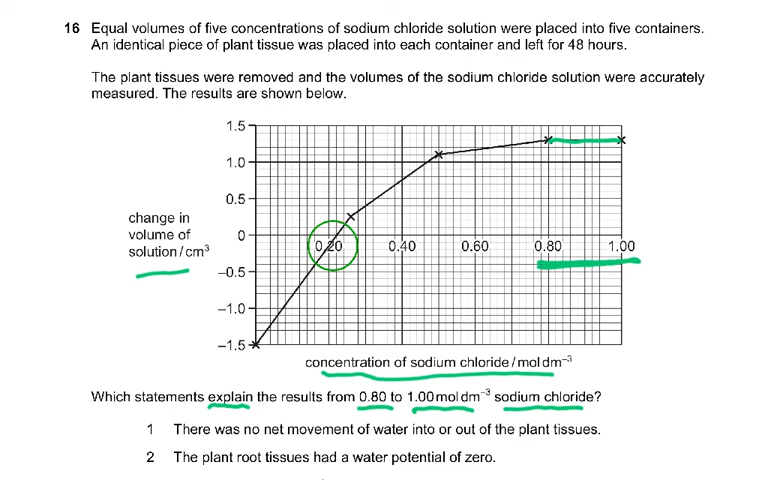 16 Equal volumes of five concentrations of sodium chloride solution were placed into five containers.
An identical piece of plant tissue was placed into each container and left for 48 hours.
The plant tissues were removed and the volumes of the sodium chloride solution were accurately
measured. The results are shown below.
1.5
1.0
0.5
0
–0.5
–1.0
–1.5
change in
volume of
solution / cm³
0.20 0.40 0.60 0.80 1.00
concentration of sodium chloride / mol dm⁻³
Which statements explain the results from 0.80 to 1.00 mol dm⁻³ sodium chloride?
1 There was no net movement of water into or out of the plant tissues.
2 The plant root tissues had a water potential of zero.